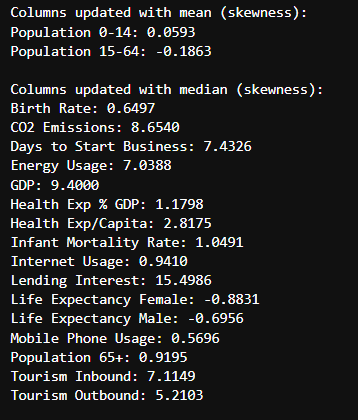 Columns updated with mean (skewness):
Population 0-14: 0.0593
Population 15-64: -0.1863
Columns updated with median (skewness):
Birth Rate: 0.6497
CO2 Emissions: 8.6540
Days to Start Business: 7.4326
Energy Usage: 7.0388
GDP: 9.4000
Health Exp % GDP: 1.1798
Health Exp/Capita: 2.8175
Infant Mortality Rate: 1.0491
Internet Usage: 0.9410
Lending Interest: 15.4986
Life Expectancy Female: -0.8831
Life Expectancy Male: -0.6956
Mobile Phone Usage: 0.5696
Population 65+: 0.9195
Tourism Inbound: 7.1149
Tourism Outbound: 5.2103